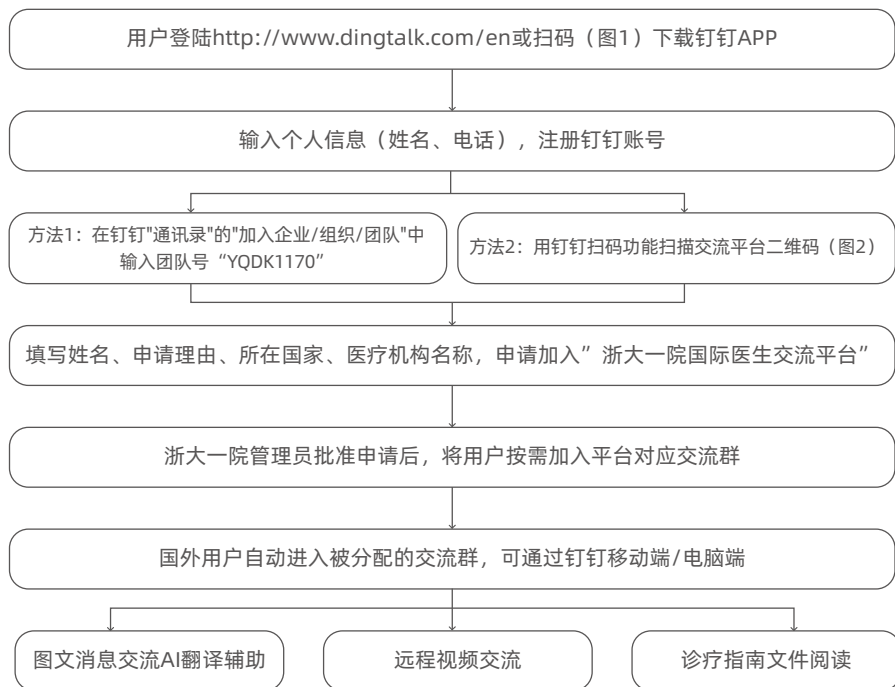 用户登陆http://www.dingtalk.com/en或扫码（图1）下载钉钉APP
输入个人信息（姓名、电话），注册钉钉账号
方法1：在钉钉"通讯录"的"加入企业/组织/团队"中
输入团队号“YQDK1170”
方法2：用钉钉扫码功能扫描交流平台二维码（图2）
填写姓名、申请理由、所在国家、医疗机构名称，申请加入” 浙大一院国际医生交流平台”
浙大一院管理员批准申请后，将用户按需加入平台对应交流群
国外用户自动进入被分配的交流群，可通过钉钉移动端/电脑端
图文消息交流AI翻译辅助
远程视频交流
诊疗指南文件阅读